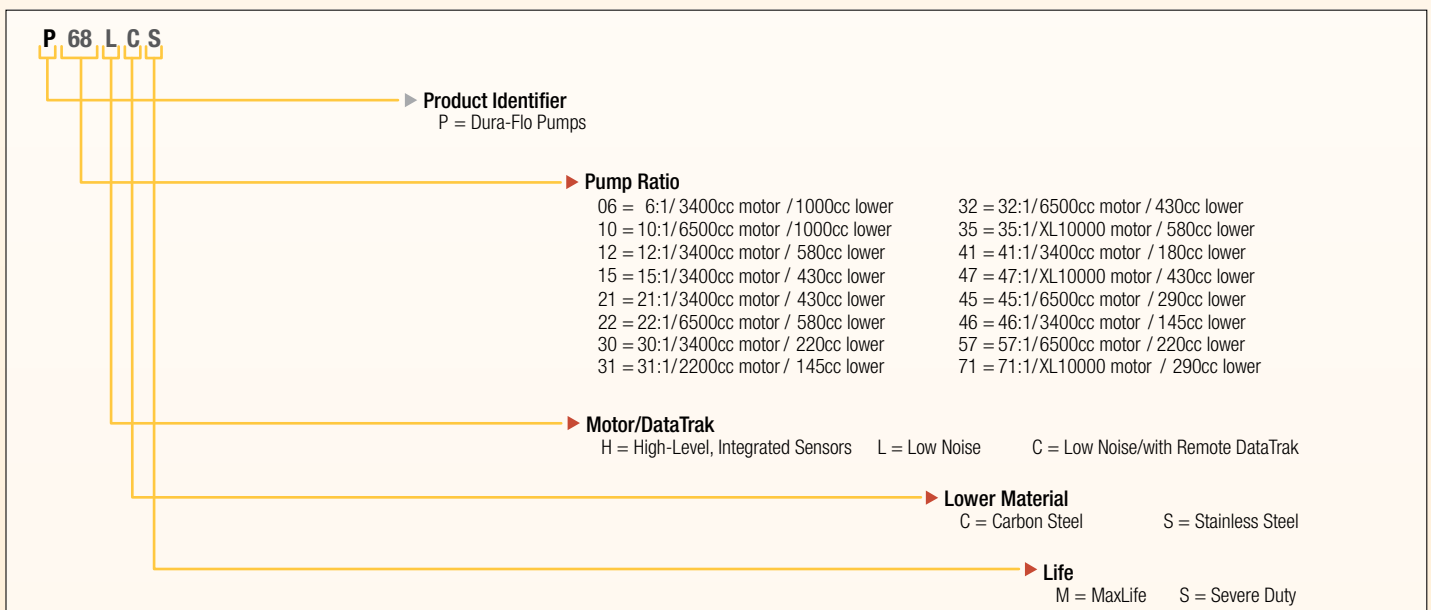 P 68 L C S
Product Identifier
P = Dura-Flo Pumps
Pump Ratio
06 = 6:1/ 3400cc motor /1000cc lower
10 = 10:1/6500cc motor /1000cc lower
12 = 12:1/3400cc motor / 580cc lower
15 = 15:1/3400cc motor / 430cc lower
21 = 21:1/3400cc motor / 430cc lower
22 = 22:1/6500cc motor / 580cc lower
30 = 30:1/3400cc motor / 220cc lower
31 = 31:1/2200cc motor / 145cc lower
32 = 32:1/6500cc motor / 430cc lower
35 = 35:1/XL10000 motor / 580cc lower
41 = 41:1/3400cc motor / 180cc lower
47 = 47:1/XL10000 motor / 430cc lower
45 = 45:1/6500cc motor / 290cc lower
46 = 46:1/3400cc motor / 145cc lower
57 = 57:1/6500cc motor / 220cc lower
71 = 71:1/XL10000 motor / 290cc lower
Motor/DataTrak
H = High-Level, Integrated Sensors L = Low Noise C = Low Noise/with Remote DataTrak
Lower Material
C = Carbon Steel S = Stainless Steel
Life
M = MaxLife S = Severe Duty